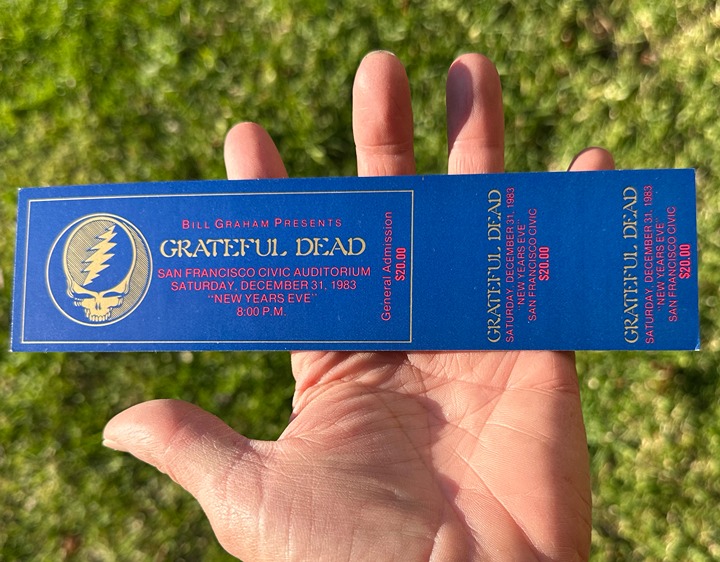 BILL GRAHAM PRESENTS
GRATEFUL DEAD
SAN FRANCISCO CIVIC AUDITORIUM
SATURDAY, DECEMBER 31, 1983
"NEW YEARS EVE"
8:00 P.M.
General Admission
$20.00
GRATEFUL DEAD
SATURDAY, DECEMBER 31, 1983
"NEW YEARS EVE"
SAN FRANCISCO CIVIC
$20.00
GRATEFUL DEAD
SATURDAY, DECEMBER 31, 1983
"NEW YEARS EVE"
SAN FRANCISCO CIVIC
$20.00